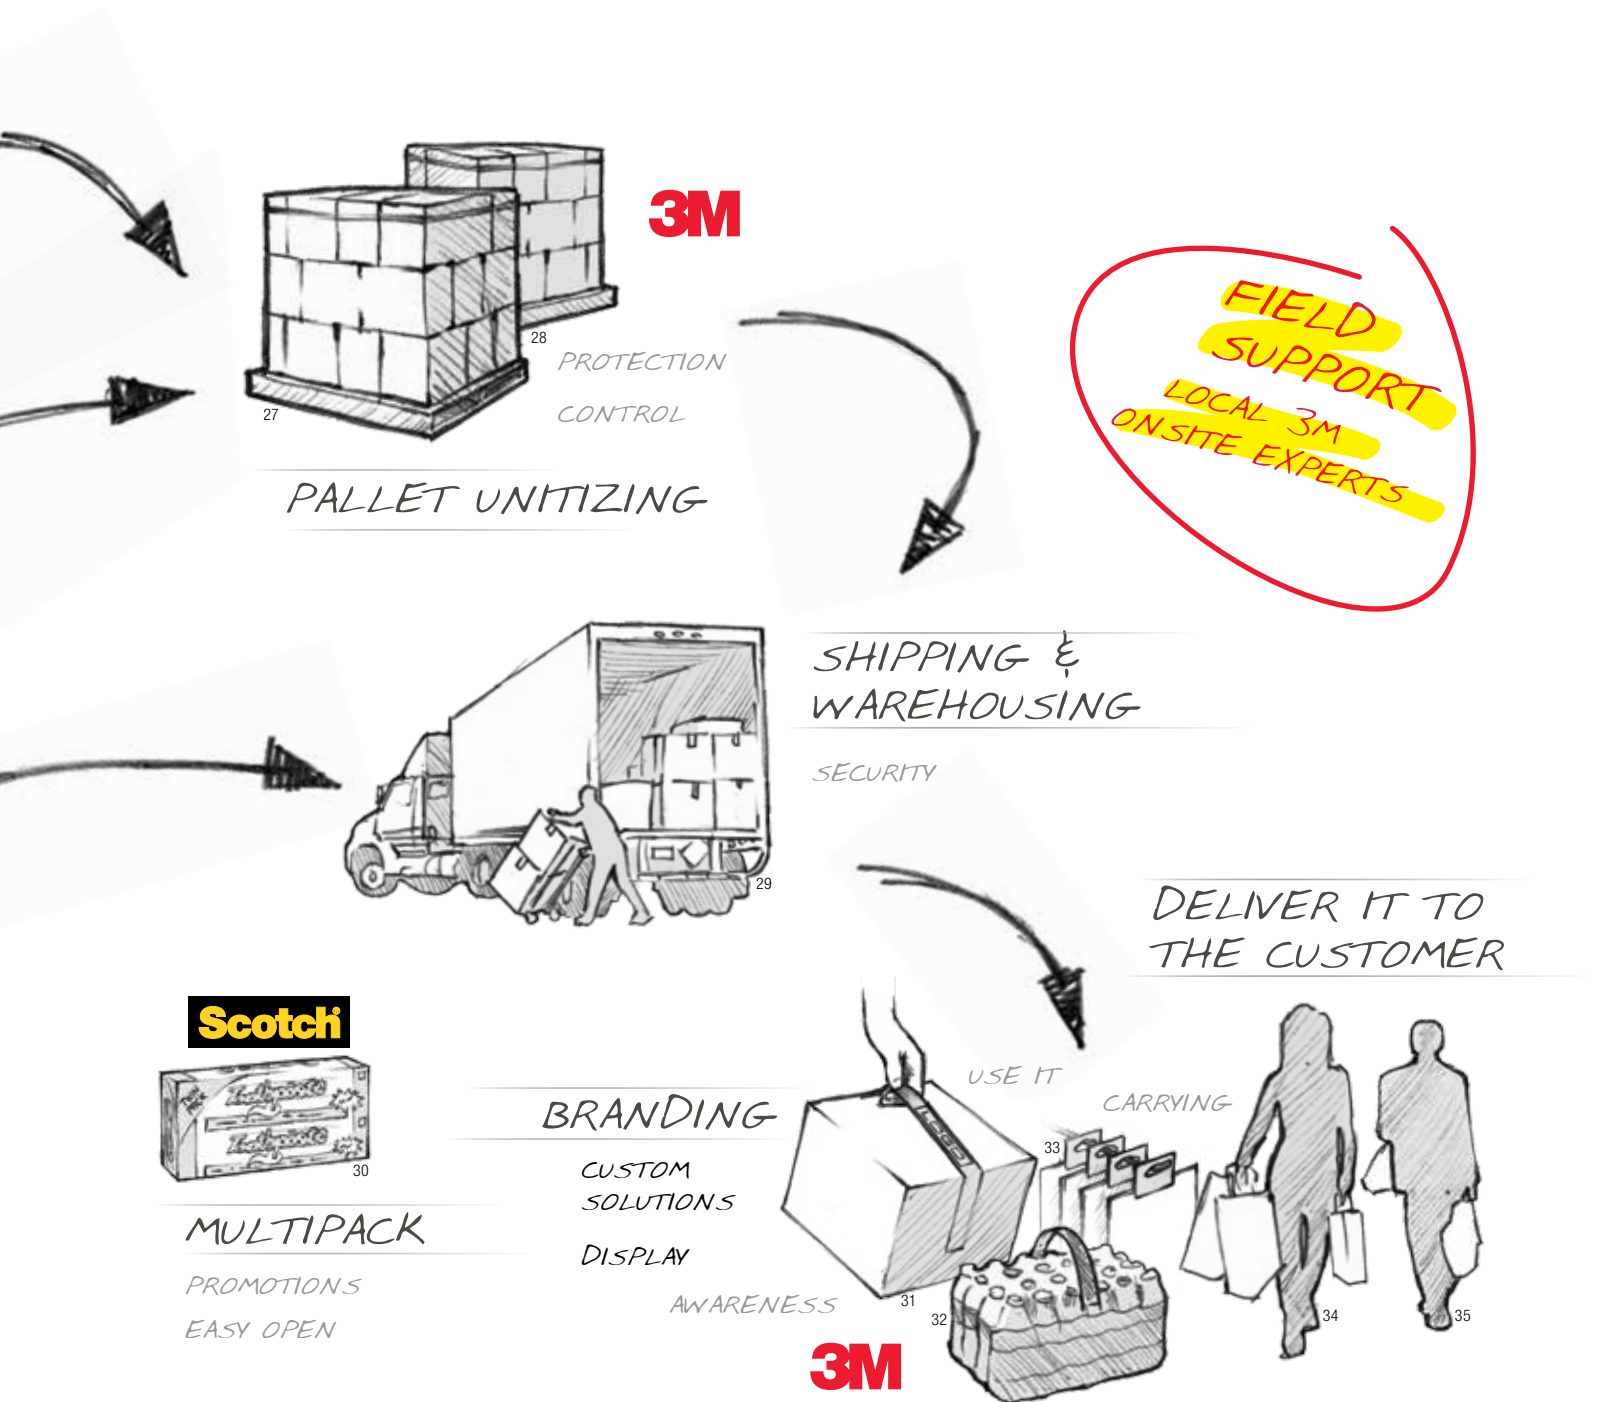 3M
28
PROTECTION
CONTROL
27
PALLET UNITIZING
FIELD
SUPPORT
LOCAL 3M
ONSITE EXPERTS
SHIPPING &
WAREHOUSING
SECURITY
29
DELIVER IT TO
THE CUSTOMER
Scotch
30
MULTIPACK
PROMOTIONS
EASY OPEN
BRANDING
CUSTOM
SOLUTIONS
DISPLAY
AWARENESS
USE IT
CARRYING
LOGO
33
31
32
34
35
3M